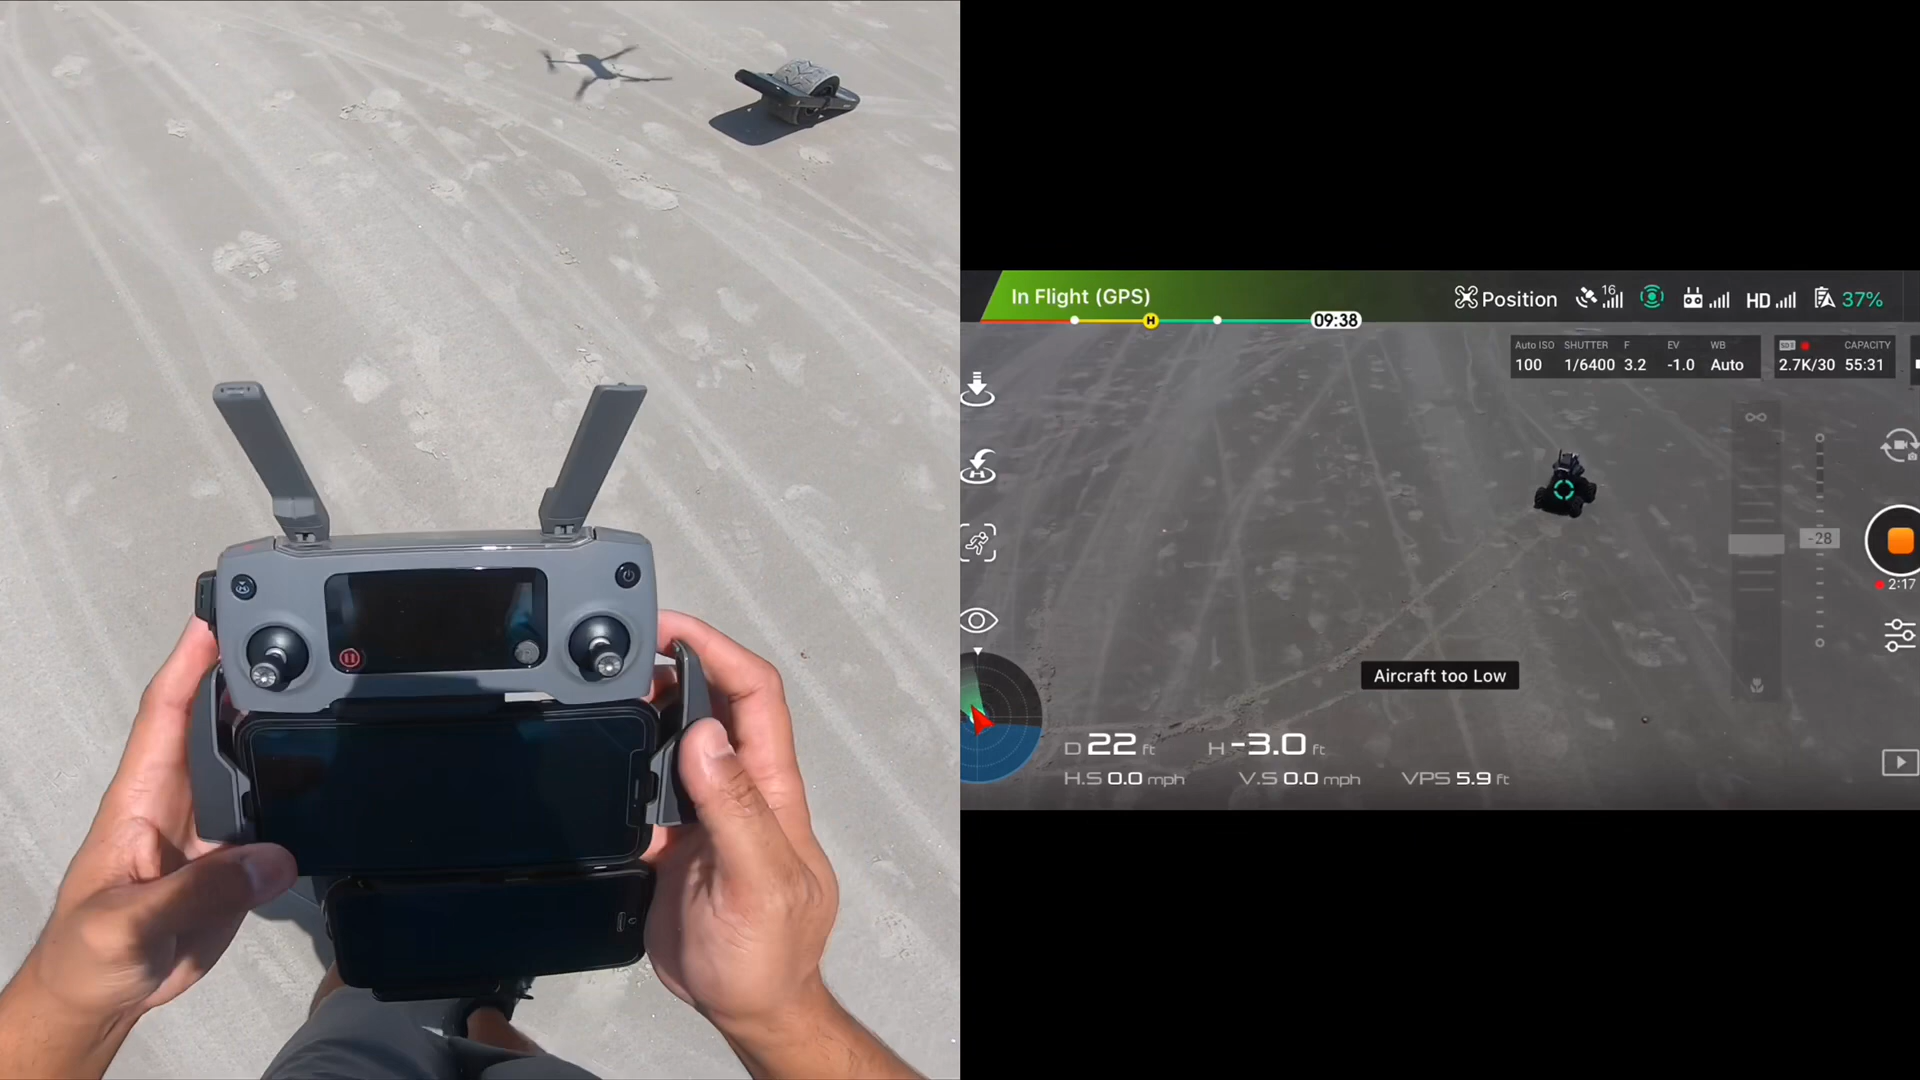 In Flight (GPS)
Position 16 HD 37%
H 09:38
Auto ISO SHUTTER F EV WB CAPACITY
100 1/6400 3.2 -1.0 Auto 2.7K/30 55:31
-28
2:17
Aircraft too Low
D 22 ft H -3.0 ft
H.S 0.0 mph V.S 0.0 mph VPS 5.9 ft